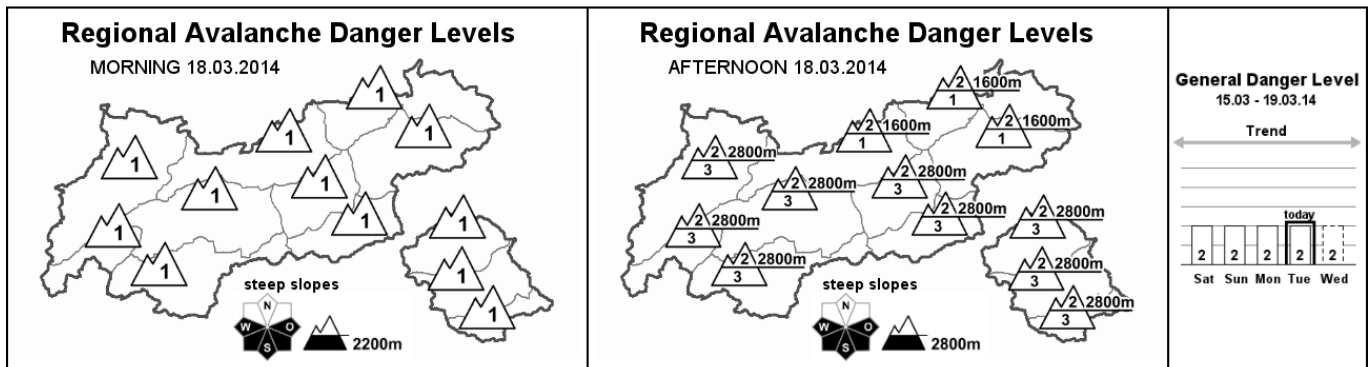 Regional Avalanche Danger Levels
MORNING 18.03.2014
1
1
1
1
1
1
1
1
1
1
1
1
steep slopes
N
W O
S
2200m
Regional Avalanche Danger Levels
AFTERNOON 18.03.2014
2 1600m
1
2 1600m
1
2 1600m
1
2 2800m
3
2 2800m
3
2 2800m
3
2 2800m
3
2 2800m
3
2 2800m
3
2 2800m
3
2 2800m
3
2 2800m
3
steep slopes
N
W O
S
2800m
General Danger Level
15.03 - 19.03.14
Trend
today
2 2 2 2 2
Sat Sun Mon Tue Wed